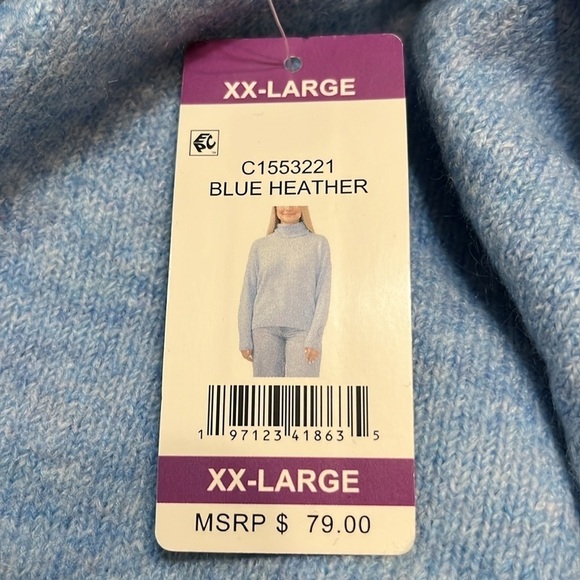 XX-LARGE
C1553221
BLUE HEATHER
1 97123 41863 5
XX-LARGE
MSRP $ 79.00